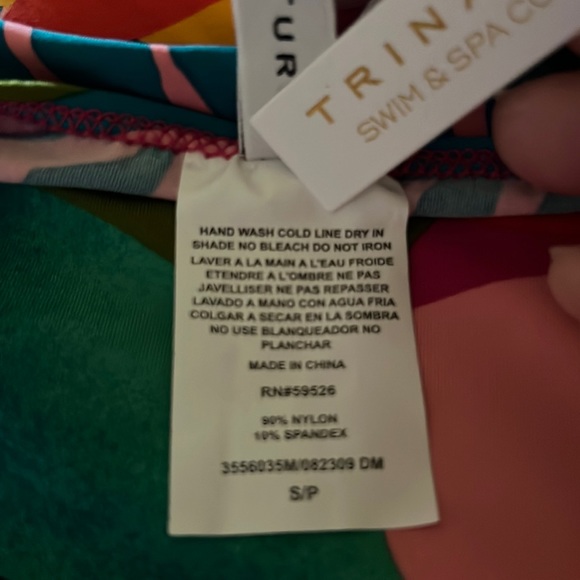 TUR
TRINA
SWIM & SPA CO
HAND WASH COLD LINE DRY IN
SHADE NO BLEACH DO NOT IRON
LAVER A LA MAIN A L'EAU FROIDE
ETENDRE A L'OMBRE NE PAS
JAVELLISER NE PAS REPASSER
LAVADO A MANO CON AGUA FRIA
COLGAR A SECAR EN LA SOMBRA
NO USE BLANQUEADOR NO
PLANCHAR
MADE IN CHINA
RN#59526
90% NYLON
10% SPANDEX
3556035M/082309 DM
S/P